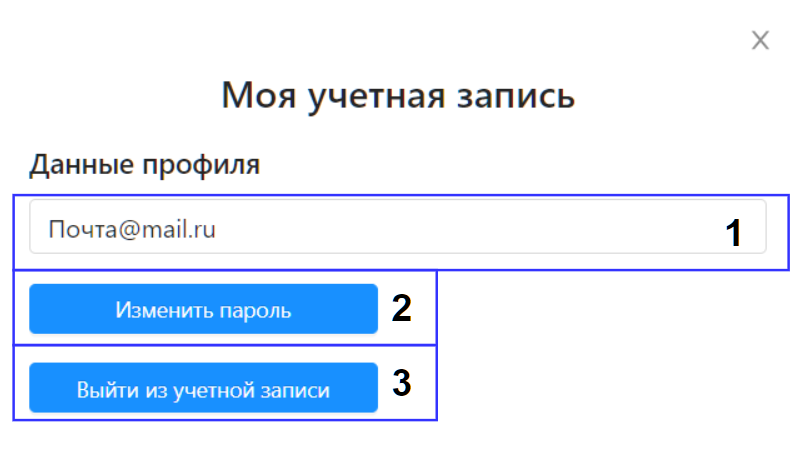 Моя учетная запись
Данные профиля
Почта@mail.ru 1
Изменить пароль 2
Выйти из учетной записи 3